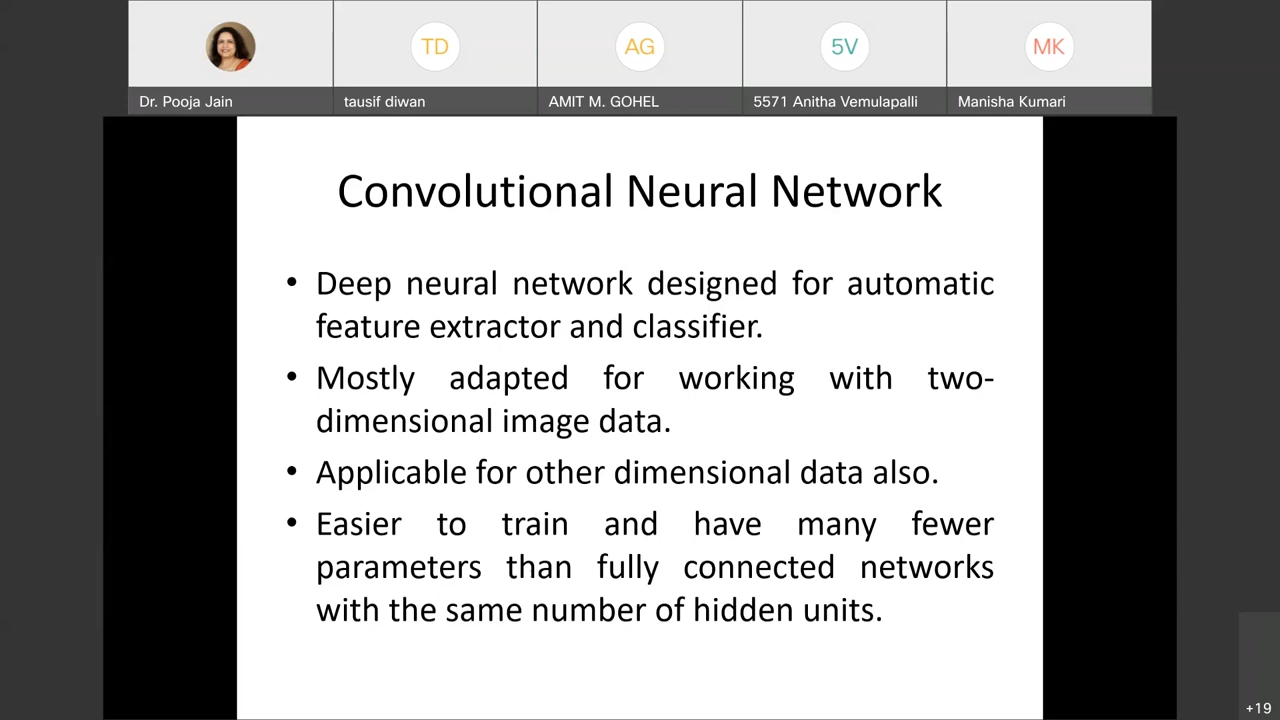 TD
AG
5V
MK
Dr. Pooja Jain
tausif diwan
AMIT M. GOHEL
5571 Anitha Vemulapalli
Manisha Kumari
Convolutional Neural Network
• Deep neural network designed for automatic
feature extractor and classifier.
• Mostly adapted for working with two-
dimensional image data.
• Applicable for other dimensional data also.
• Easier to train and have many fewer
parameters than fully connected networks
with the same number of hidden units.
+19